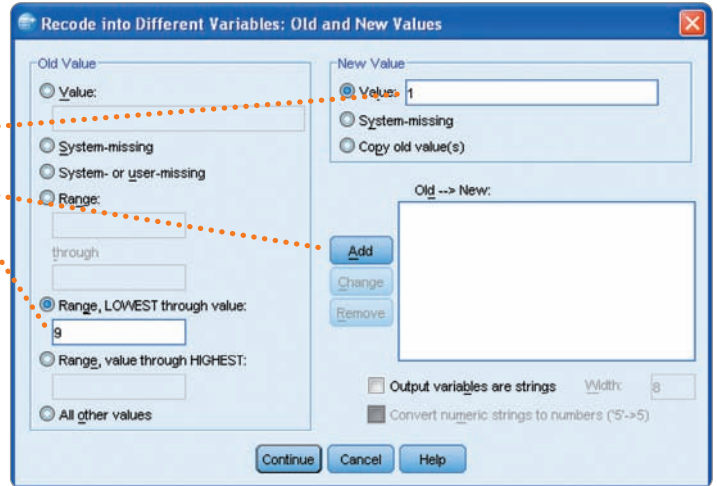 Recode into Different Variables: Old and New Values
Old Value
Value:
System-missing
System- or user-missing
Range:
through
Range, LOWEST through value:
9
Range, value through HIGHEST:
All other values
New Value
Value: 1
System-missing
Copy old value(s)
Old --> New:
Add
Change
Remove
Output variables are strings Width: 8
Convert numeric strings to numbers ('5'->5)
Continue Cancel Help